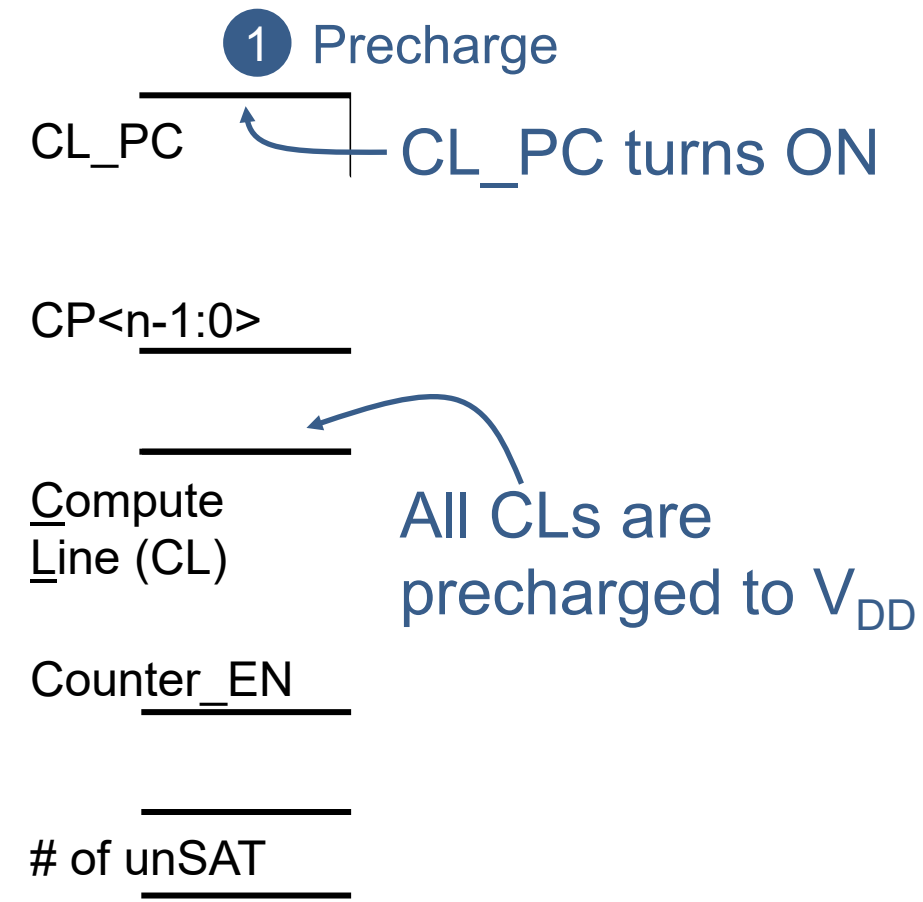 1 Precharge
CL_PC
CL_PC turns ON
CP<n-1:0>
Compute
Line (CL)
All CLs are
precharged to VDD
Counter_EN
# of unSAT